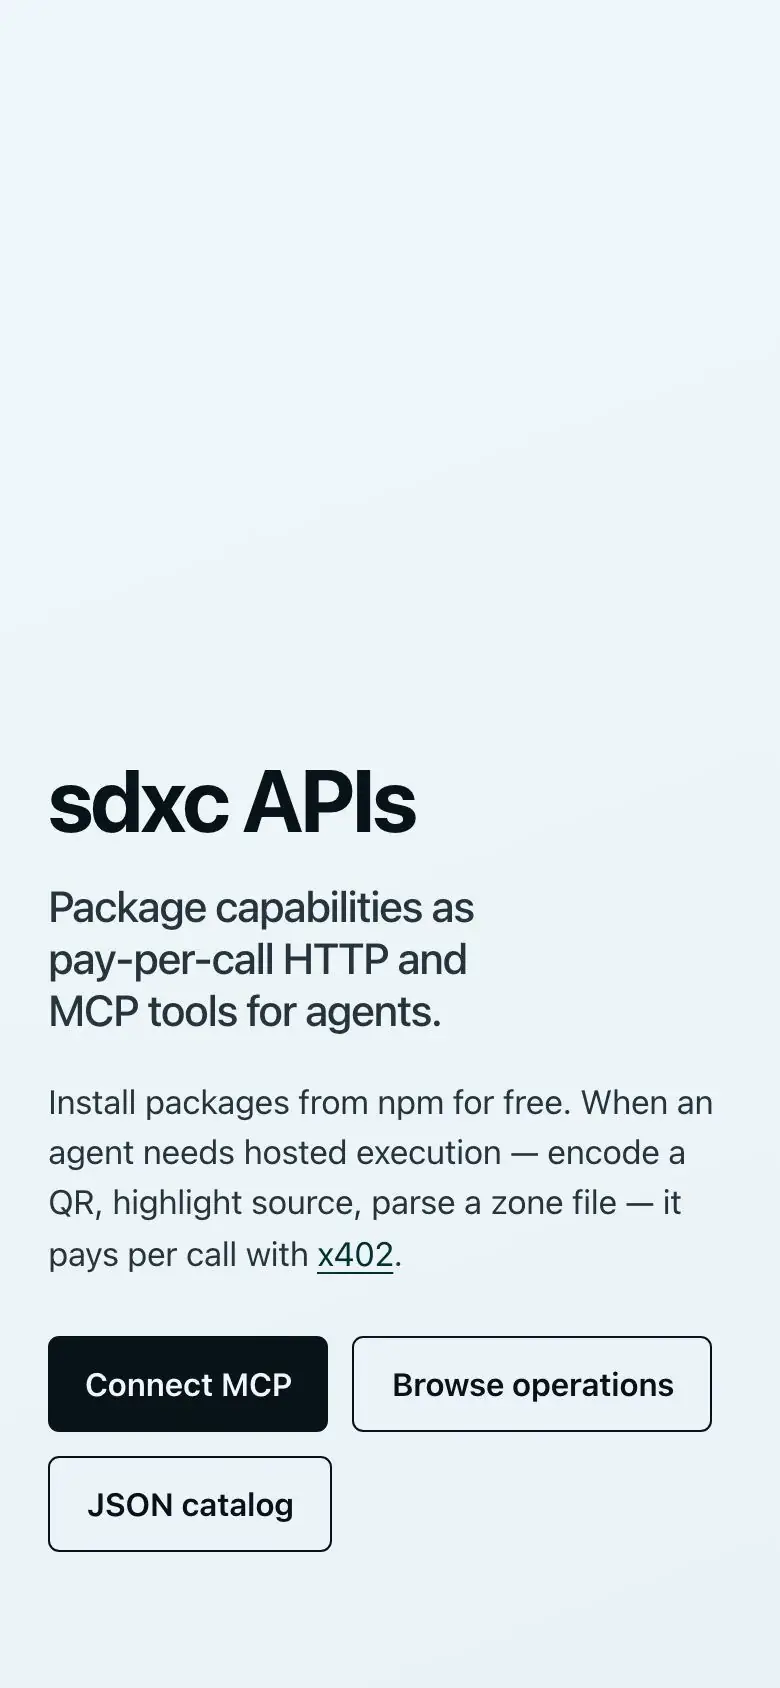 sdxc APIs
Package capabilities as
pay-per-call HTTP and
MCP tools for agents.
Install packages from npm for free. When an
agent needs hosted execution — encode a
QR, highlight source, parse a zone file — it
pays per call with x402.
Connect MCP
Browse operations
JSON catalog